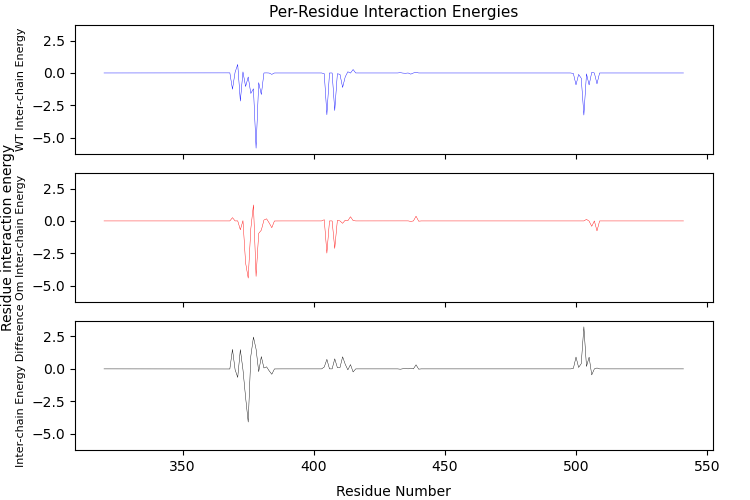 Per-Residue Interaction Energies
Residue interaction energy
WT Inter-chain Energy
2.5
0.0
−2.5
−5.0
Om Inter-chain Energy
2.5
0.0
−2.5
−5.0
Inter-chain Energy Difference
2.5
0.0
−2.5
−5.0
350
400
450
500
550
Residue Number